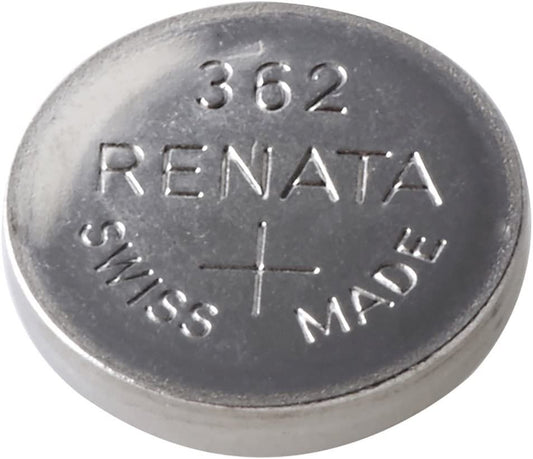 362
RENATA
+
SWISS MADE